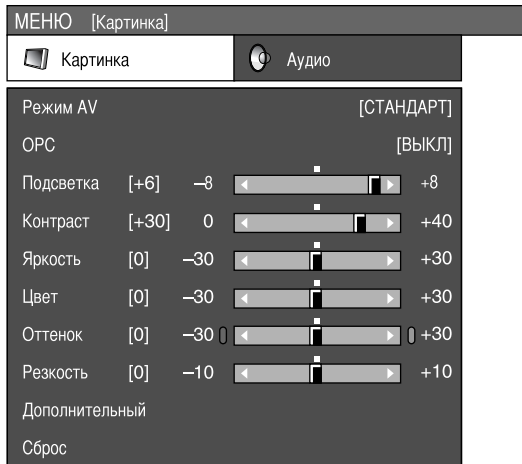 МЕНЮ [Картинка]
Картинка Аудио
Режим AV [СТАНДАРТ]
OPC [ВЫКЛ]
Подсветка [+6] –8 +8
Контраст [+30] 0 +40
Яркость [0] –30 +30
Цвет [0] –30 +30
Оттенок [0] –30 +30
Резкость [0] –10 +10
Дополнительный
Сброс